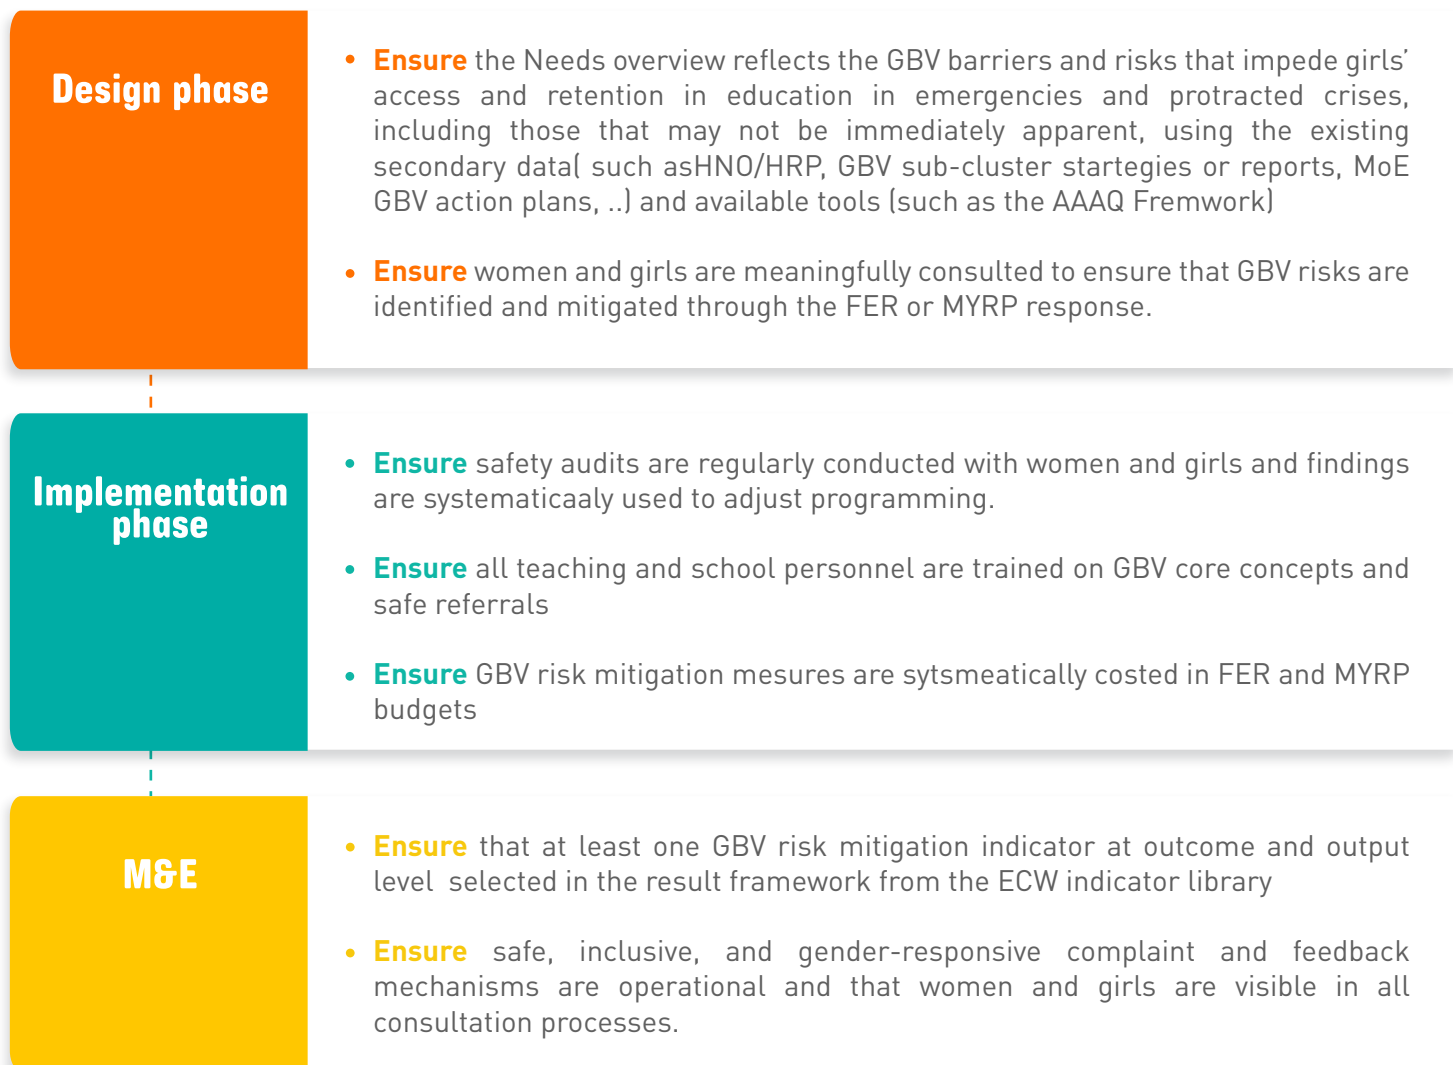 Design phase
• Ensure the Needs overview reflects the GBV barriers and risks that impede girls’
access and retention in education in emergencies and protracted crises,
including those that may not be immediately apparent, using the existing
secondary data( such asHNO/HRP, GBV sub-cluster startegies or reports, MoE
GBV action plans, ..) and available tools (such as the AAAQ Fremwork)
• Ensure women and girls are meaningfully consulted to ensure that GBV risks are
identified and mitigated through the FER or MYRP response.
Implementation
phase
• Ensure safety audits are regularly conducted with women and girls and findings
are systematicaaly used to adjust programming.
• Ensure all teaching and school personnel are trained on GBV core concepts and
safe referrals
• Ensure GBV risk mitigation mesures are sytsmeatically costed in FER and MYRP
budgets
M&E
• Ensure that at least one GBV risk mitigation indicator at outcome and output
level  selected in the result framework from the ECW indicator library
• Ensure safe, inclusive, and gender-responsive complaint and feedback
mechanisms are operational and that women and girls are visible in all
consultation processes.